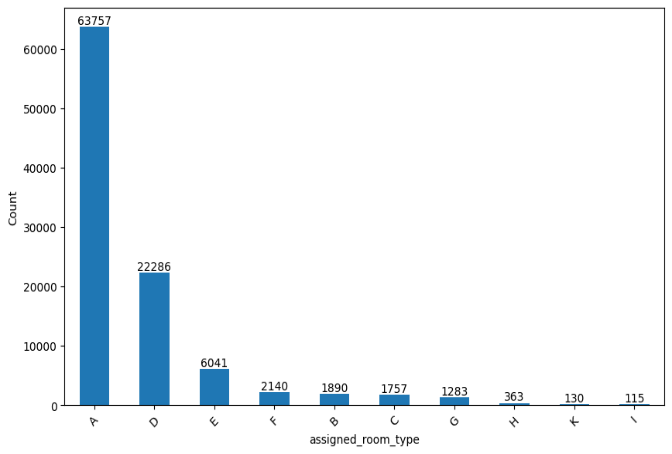 63757
60000
50000
40000
30000
22286
20000
10000
6041
2140
1890
1757
1283
363
130
115
0
Count
A
D
E
F
B
C
G
H
K
I
assigned_room_type